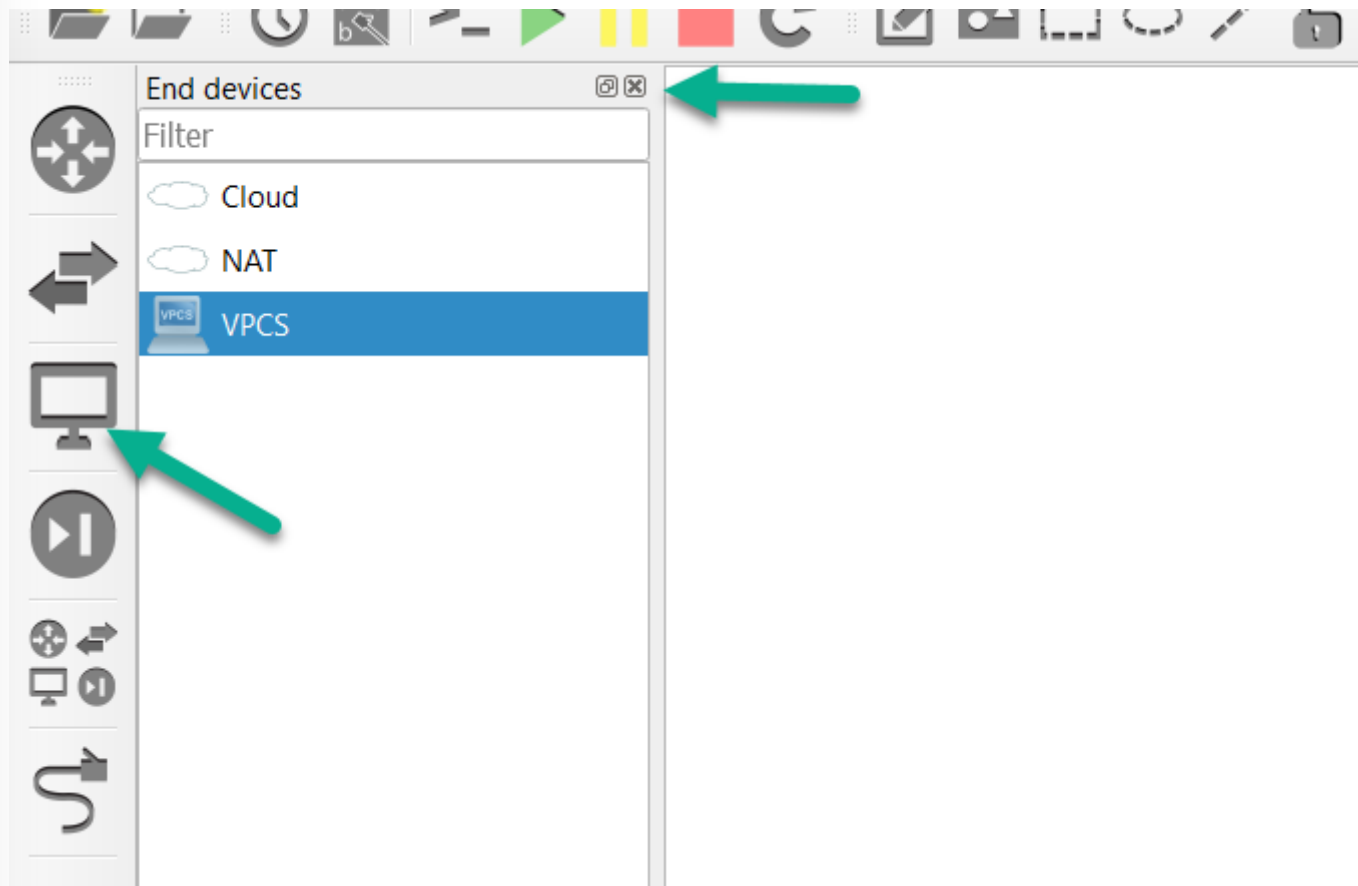 End devices
Filter
Cloud
NAT
VPCS
VPCS